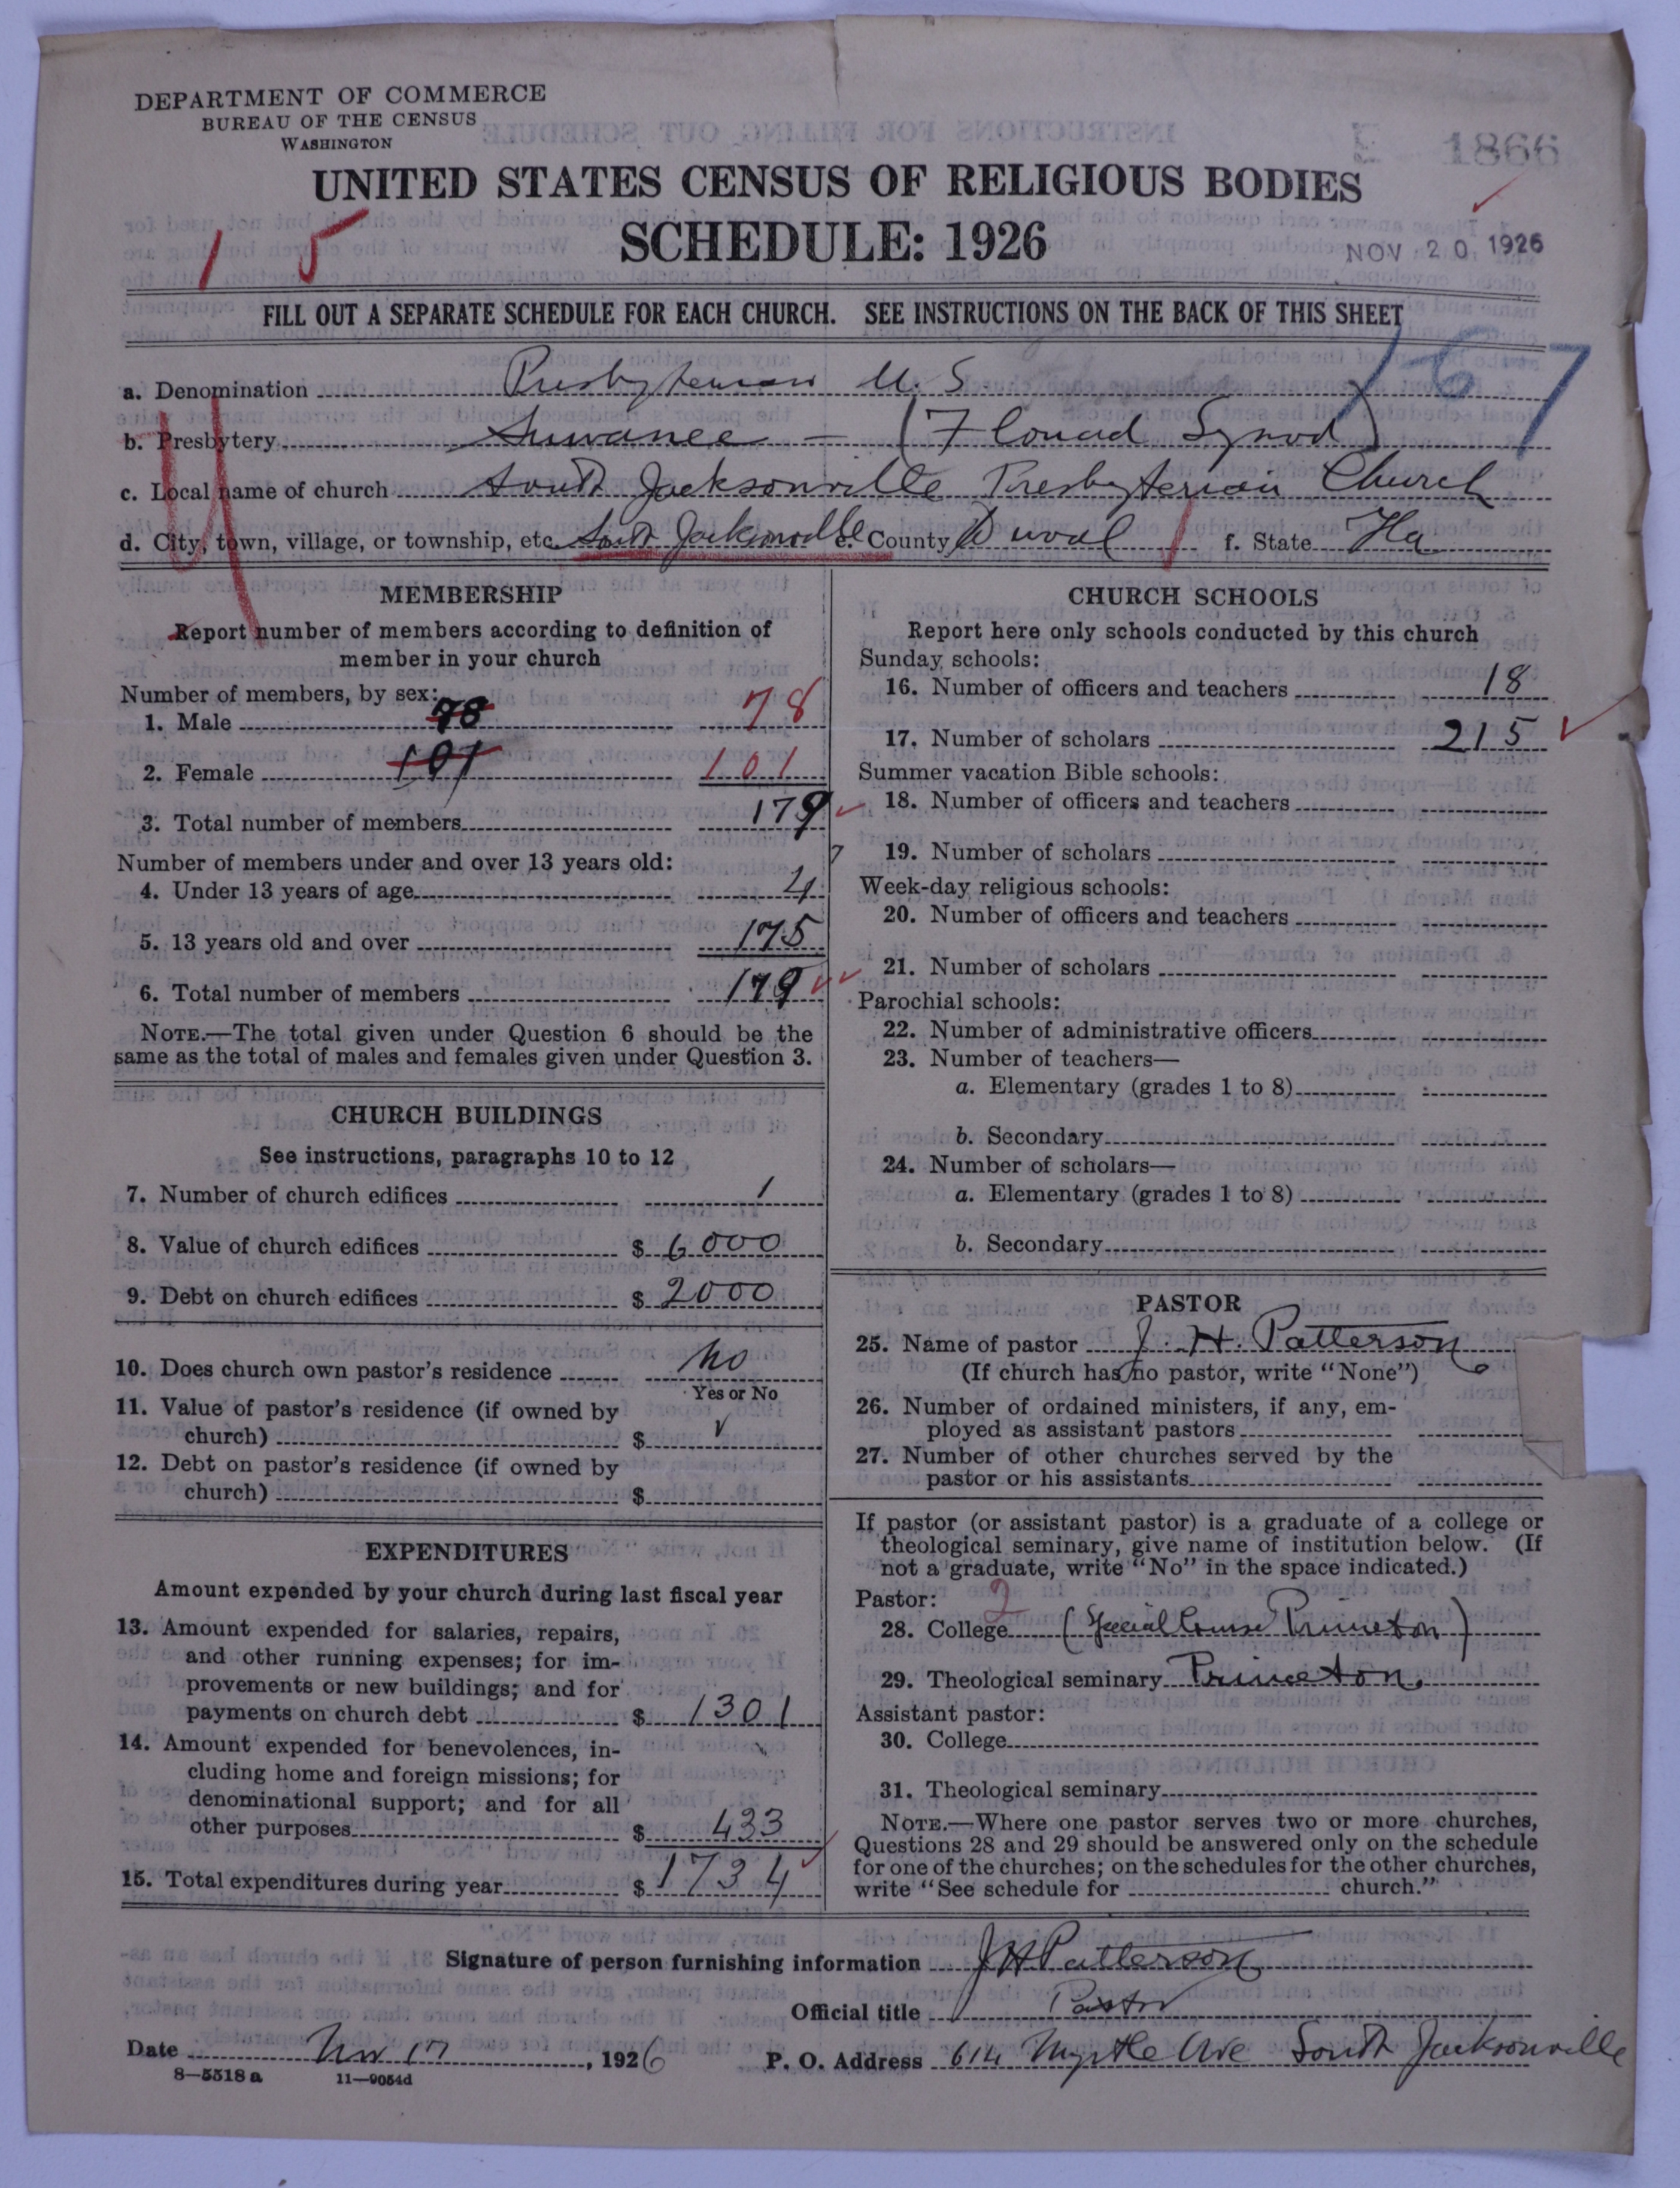 DEPARTMENT OF COMMERCE
BUREAU OF THE CENSUS
WASHINGTON
1866
UNITED STATES CENSUS OF RELIGIOUS BODIES
SCHEDULE: 1926
1 5
NOV 20 1926
FILL OUT A SEPARATE SCHEDULE FOR EACH CHURCH. SEE INSTRUCTIONS ON THE BACK OF THIS SHEET
167
a. Denomination Presbyterian U. S.
b. Presbytery Suwanee – (Florida Synod)
c. Local name of church South Jacksonville Presbyterian Church
d. City, town, village, or township, etc. South Jacksonville e. County Duval f. State Fla
MEMBERSHIP
Report number of members according to definition of
member in your church
Number of members, by sex:
1. Male 78 78
2. Female 101 101
3. Total number of members 179
Number of members under and over 13 years old:
4. Under 13 years of age 4
5. 13 years old and over 175
6. Total number of members 179
NOTE.—The total given under Question 6 should be the
same as the total of males and females given under Question 3.
CHURCH BUILDINGS
See instructions, paragraphs 10 to 12
7. Number of church edifices 1
8. Value of church edifices $ 6000
9. Debt on church edifices $ 2000
10. Does church own pastor's residence No
Yes or No
11. Value of pastor's residence (if owned by
church) $
12. Debt on pastor's residence (if owned by
church) $
EXPENDITURES
Amount expended by your church during last fiscal year
13. Amount expended for salaries, repairs,
and other running expenses; for im-
provements or new buildings; and for
payments on church debt $ 1301
14. Amount expended for benevolences, in-
cluding home and foreign missions; for
denominational support; and for all
other purposes $ 433
15. Total expenditures during year $ 1734
CHURCH SCHOOLS
Report here only schools conducted by this church
Sunday schools:
16. Number of officers and teachers 18
17. Number of scholars 215
Summer vacation Bible schools:
18. Number of officers and teachers
19. Number of scholars
Week-day religious schools:
20. Number of officers and teachers
21. Number of scholars
Parochial schools:
22. Number of administrative officers
23. Number of teachers—
a. Elementary (grades 1 to 8)
b. Secondary
24. Number of scholars—
a. Elementary (grades 1 to 8)
b. Secondary
PASTOR
25. Name of pastor J. H. Patterson
(If church has no pastor, write "None")
26. Number of ordained ministers, if any, em-
ployed as assistant pastors
27. Number of other churches served by the
pastor or his assistants
If pastor (or assistant pastor) is a graduate of a college or
theological seminary, give name of institution below. (If
not a graduate, write "No" in the space indicated.)
Pastor: 2
28. College (Special Course Princeton)
29. Theological seminary Princeton.
Assistant pastor:
30. College
31. Theological seminary
NOTE.—Where one pastor serves two or more churches,
Questions 28 and 29 should be answered only on the schedule
for one of the churches; on the schedules for the other churches,
write "See schedule for church."
Signature of person furnishing information J H Patterson
Official title Pastor
Date Nov 17, 1926 P. O. Address 614 Myrtle Ave South Jacksonville
8—5518 a 11—9054d